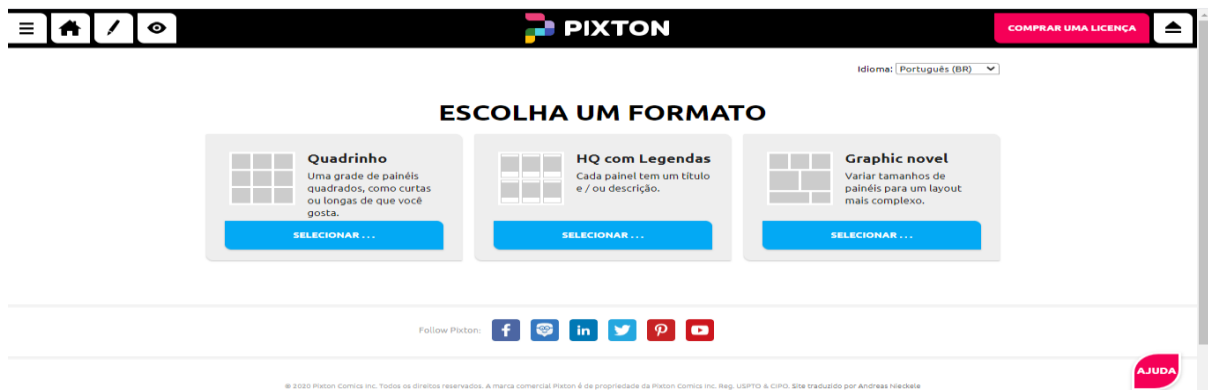 PIXTON
COMPRAR UMA LICENÇA
Idioma: Português (BR)
ESCOLHA UM FORMATO
Quadrinho
Uma grade de painéis
quadrados, como curtas
ou longas de que você
gosta.
SELECIONAR . . .
HQ com Legendas
Cada painel tem um título
e / ou descrição.
SELECIONAR . . .
Graphic novel
Variar tamanhos de
painéis para um layout
mais complexo.
SELECIONAR . . .
Follow Pixton:
AJUDA
© 2020 Pixton Comics Inc. Todos os direitos reservados. A marca comercial Pixton é de propriedade da Pixton Comics Inc. Reg. USPTO & CIPO. Site traduzido por Andreas Nieckele